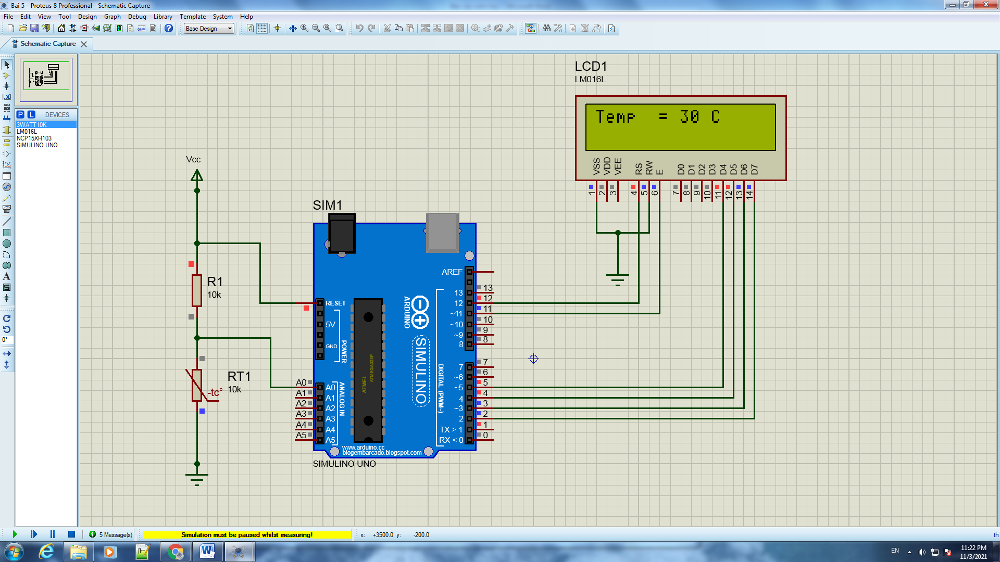 Bai 5 - Proteus 8 Professional - Schematic Capture
File Edit View Tool Design Graph Debug Library Template System Help
Base Design
Schematic Capture
P L DEVICES
3WATT10K
LM016L
NCP15XH103
SIMULINO UNO
LBL
A
S
0°
LCD1
LM016L
Temp = 30 C
VSS VDD VEE RS RW E D0 D1 D2 D3 D4 D5 D6 D7
1 2 3 4 5 6 7 8 9 10 11 12 13 14
Vcc
R1
10k
RT1
10k
-tc°
SIM1
AREF
RESET
5V
GND
POWER
A0 A0
A1 A1
A2 A2
A3 A3
A4 A4
A5 A5
ANALOG IN
ATMEL
ATMEGA328P
ARDUINO
SIMULINO
DIGITAL (PWM~)
13 13
12 12
~11 11
~10 10
~9 9
8 8
7 7
~6 6
~5 5
4 4
~3 3
2 2
TX > 1 1
RX < 0 0
www.arduino.cc
blogembarcado.blogspot.com
SIMULINO UNO
5 Message(s)
Simulation must be paused whilst measuring!
x: +3500.0 y: -200.0
th
EN
11:22 PM
11/3/2021